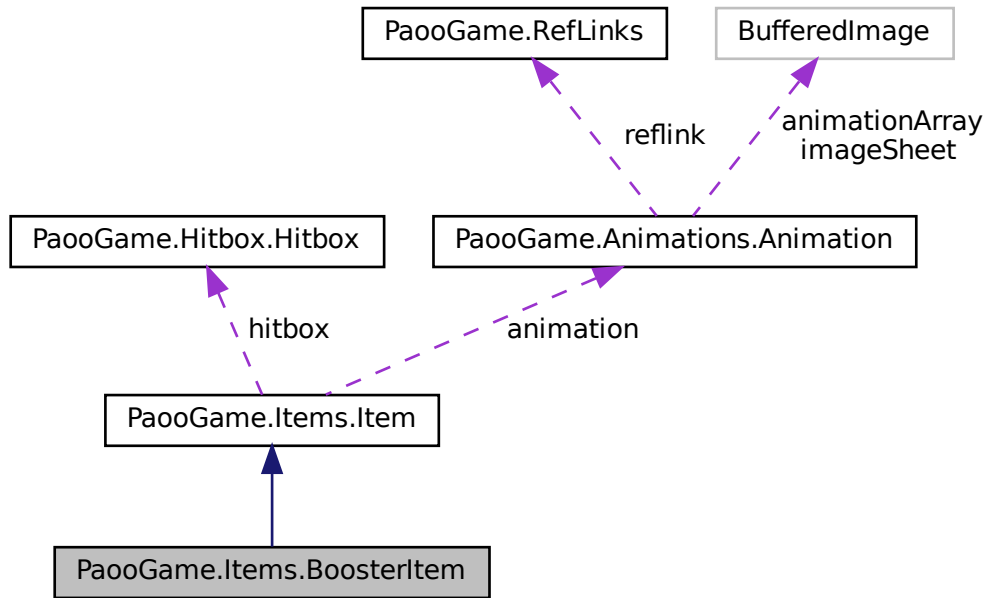 PaooGame.RefLinks
BufferedImage
reflink
animationArray
imageSheet
PaooGame.Hitbox.Hitbox
PaooGame.Animations.Animation
hitbox
animation
PaooGame.Items.Item
PaooGame.Items.BoosterItem